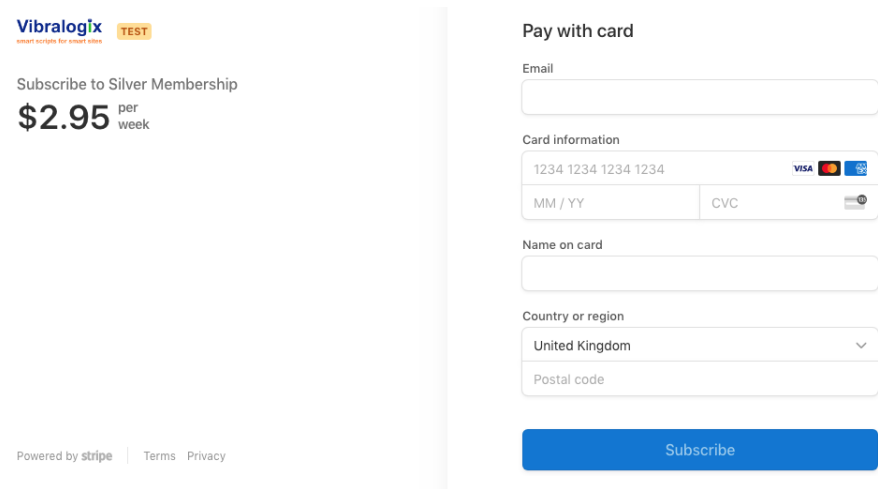 Vibralogix TEST
smart scripts for smart sites
Subscribe to Silver Membership
$2.95 per
week
Powered by stripe Terms Privacy
Pay with card
Email
Card information
1234 1234 1234 1234 VISA
MM / YY CVC
Name on card
Country or region
United Kingdom
Postal code
Subscribe